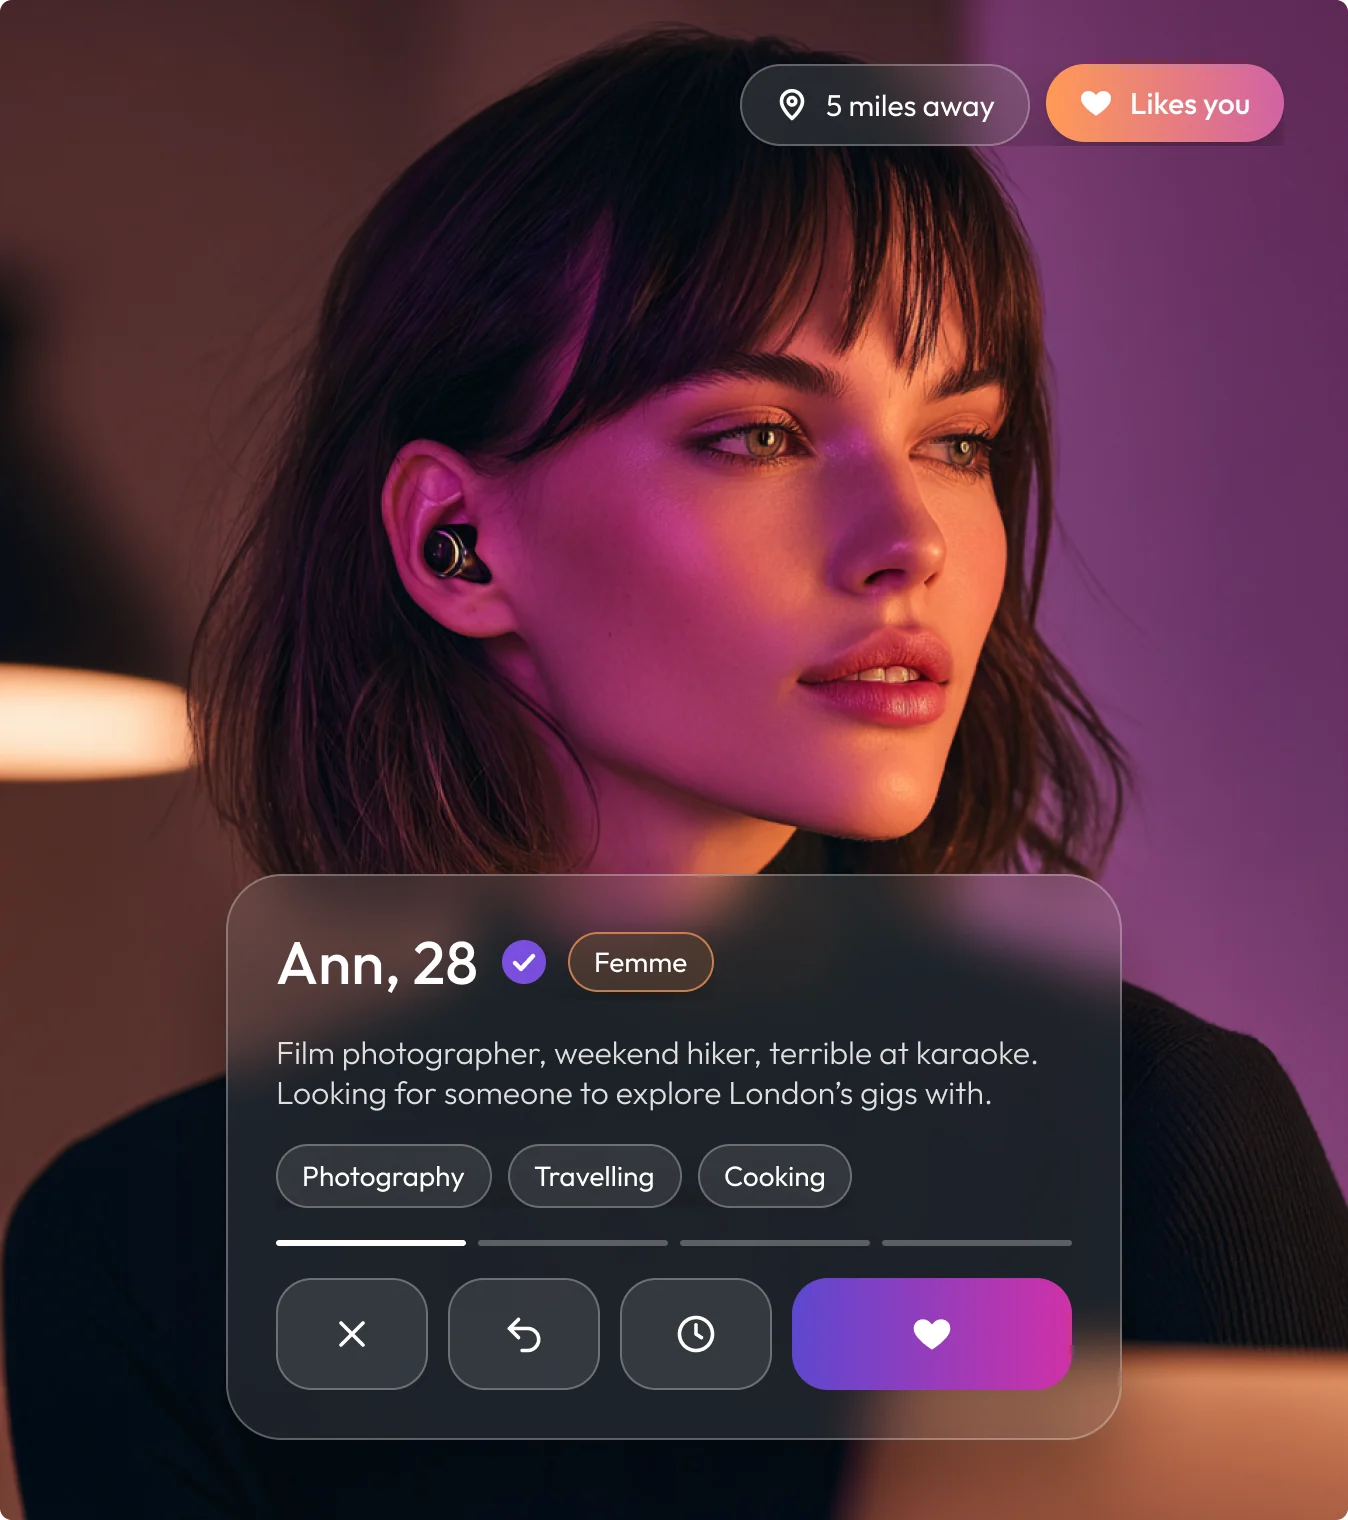 5 miles away
Likes you
Ann, 28
Femme
Film photographer, weekend hiker, terrible at karaoke.
Looking for someone to explore London’s gigs with.
Photography
Travelling
Cooking